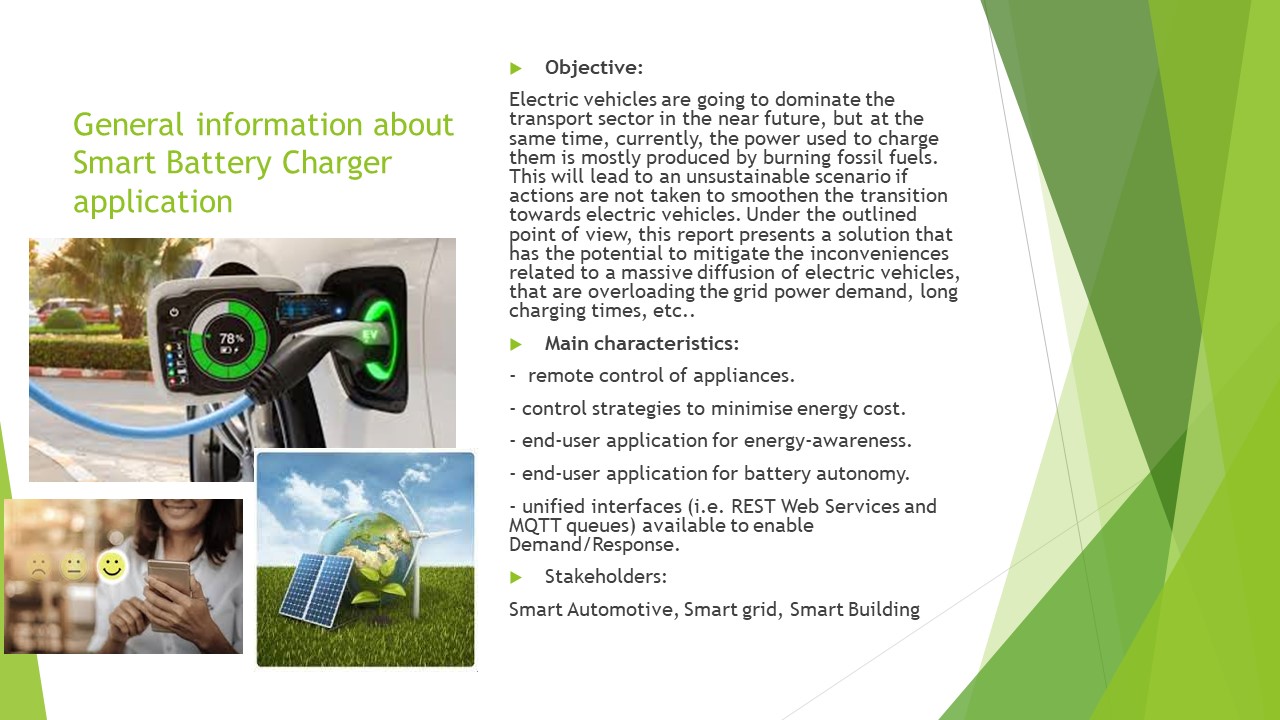 General information about
Smart Battery Charger
application
78%
EV
Objective:
Electric vehicles are going to dominate the
transport sector in the near future, but at the
same time, currently, the power used to charge
them is mostly produced by burning fossil fuels.
This will lead to an unsustainable scenario if
actions are not taken to smoothen the transition
towards electric vehicles. Under the outlined
point of view, this report presents a solution that
has the potential to mitigate the inconveniences
related to a massive diffusion of electric vehicles,
that are overloading the grid power demand, long
charging times, etc..
Main characteristics:
- remote control of appliances.
- control strategies to minimise energy cost.
- end-user application for energy-awareness.
- end-user application for battery autonomy.
- unified interfaces (i.e. REST Web Services and
MQTT queues) available to enable
Demand/Response.
Stakeholders:
Smart Automotive, Smart grid, Smart Building